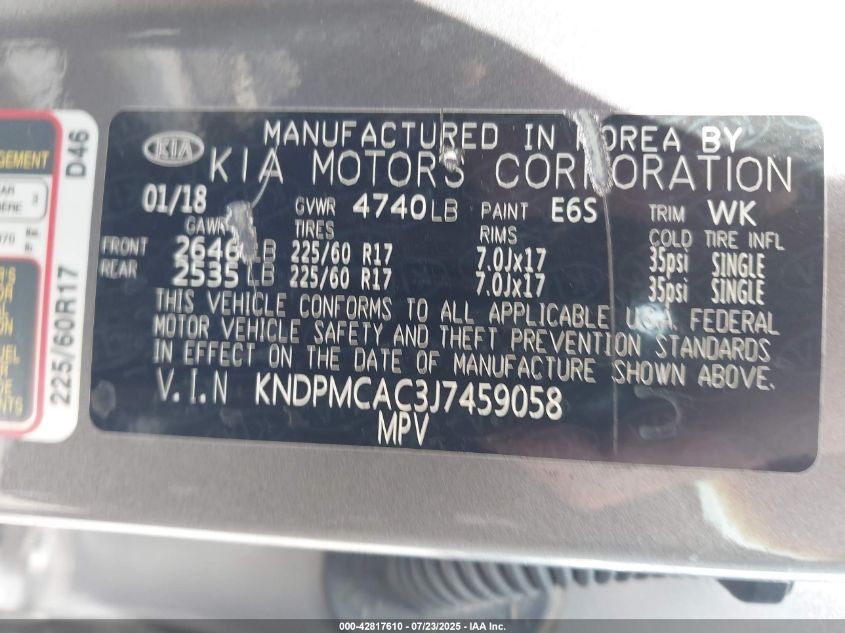 GEMENT
D46
225/60R17
KIA
MANUFACTURED IN KOREA BY
KIA MOTORS CORPORATION
01/18 GVWR 4740LB PAINT E6S TRIM WK
GAWR TIRES RIMS COLD TIRE INFL
FRONT 2646 LB 225/60 R17 7.0Jx17 35psi SINGLE
REAR 2535 LB 225/60 R17 7.0Jx17 35psi SINGLE
THIS VEHICLE CONFORMS TO ALL APPLICABLE U.S.A. FEDERAL
MOTOR VEHICLE SAFETY AND THEFT PREVENTION STANDARDS
IN EFFECT ON THE DATE OF MANUFACTURE SHOWN ABOVE.
V.I.N KNDPMCAC3J7459058
MPV
000-42817610 - 07/23/2025 - IAA Inc.